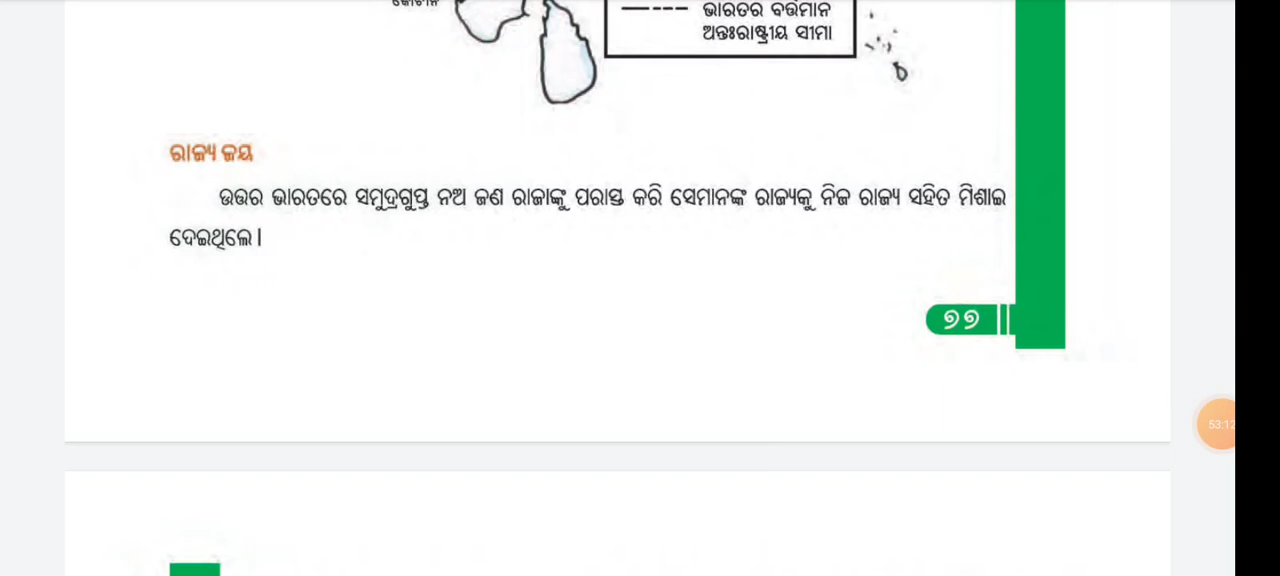 ଭାରତର ବର୍ତ୍ତମାନ
ଅନ୍ତଃରାଷ୍ଟ୍ରୀୟ ସୀମା
ରାଜ୍ୟ ଜୟ
ଉତ୍ତର ଭାରତରେ ସମୁଦ୍ରଗୁପ୍ତ ନଅ ଜଣ ରାଜାଙ୍କୁ ପରାସ୍ତ କରି ସେମାନଙ୍କ ରାଜ୍ୟକୁ ନିଜ ରାଜ୍ୟ ସହିତ ମିଶାଇ
ଦେଇଥିଲେ।
୭୭